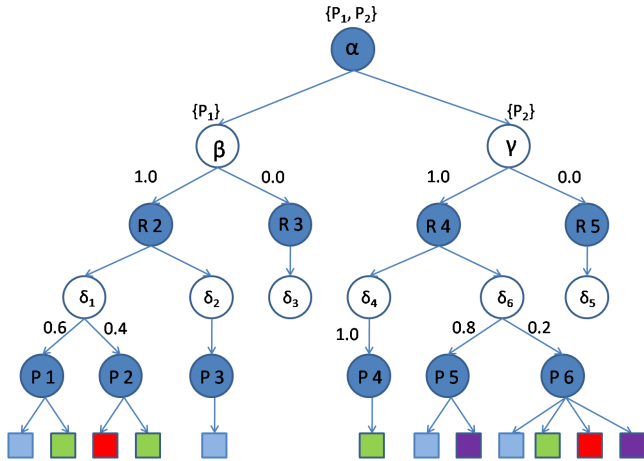 {P₁, P₂}
α
{P₁} {P₂}
β γ
1.0 0.0 1.0 0.0
R 2 R 3 R 4 R 5
δ₁ δ₂ δ₃ δ₄ δ₆ δ₅
0.6 0.4 1.0 0.8 0.2
P 1 P 2 P 3 P 4 P 5 P 6